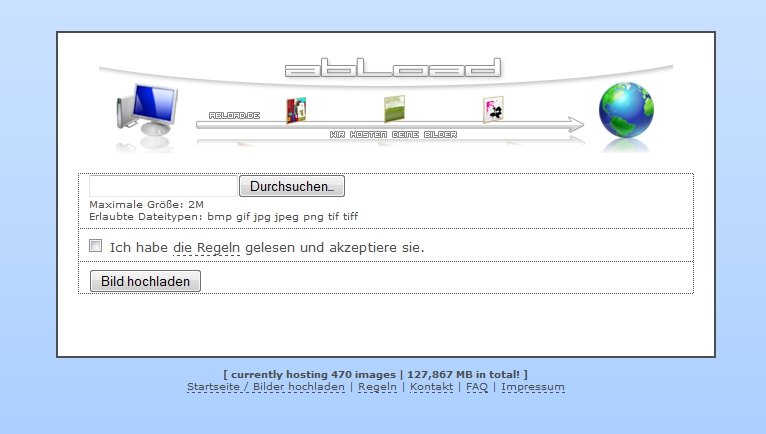 abLoad
ABLOAD.DE
WIR HOSTEN DEINE BILDER
Durchsuchen...
Maximale Größe: 2M
Erlaubte Dateitypen: bmp gif jpg jpeg png tif tiff
Ich habe die Regeln gelesen und akzeptiere sie.
Bild hochladen
[ currently hosting 470 images | 127,867 MB in total! ]
Startseite / Bilder hochladen | Regeln | Kontakt | FAQ | Impressum